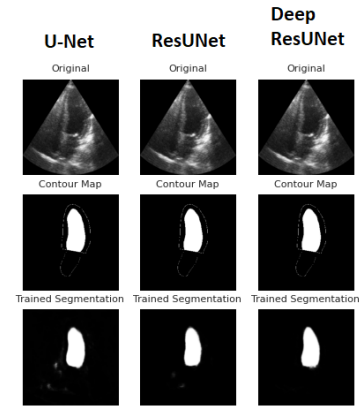 U-Net ResUNet Deep ResUNet
Original Original Original
Contour Map Contour Map Contour Map
Trained Segmentation Trained Segmentation Trained Segmentation